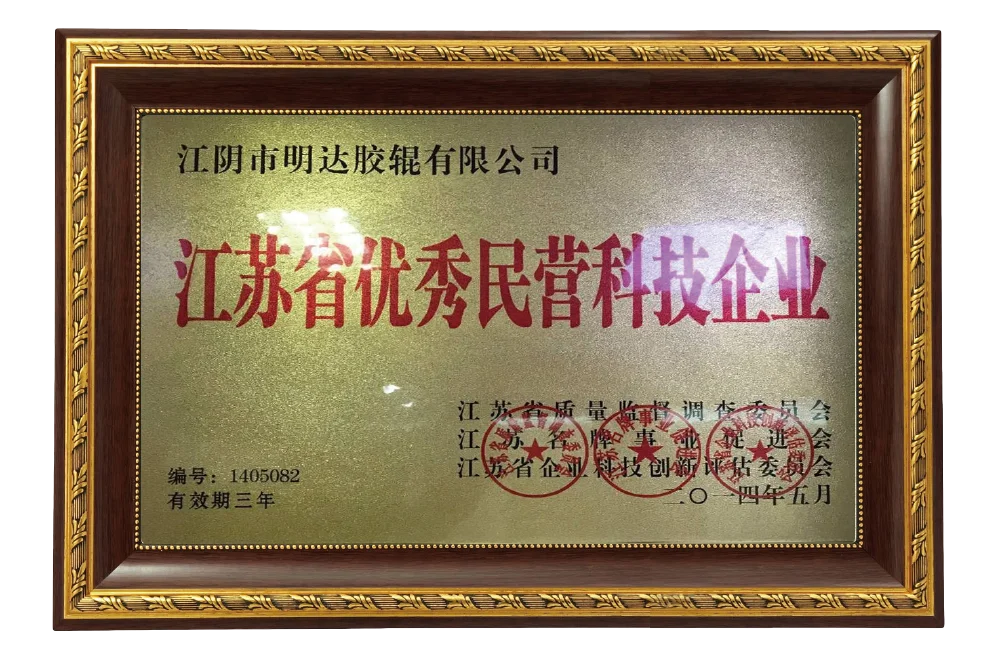 江阴市明达胶辊有限公司
江苏省优秀民营科技企业
江苏省质量监督调查委员会
江苏名牌事业促进会
江苏省企业科技创新评估委员会
二〇一四年五月
编号：1405082
有效期三年